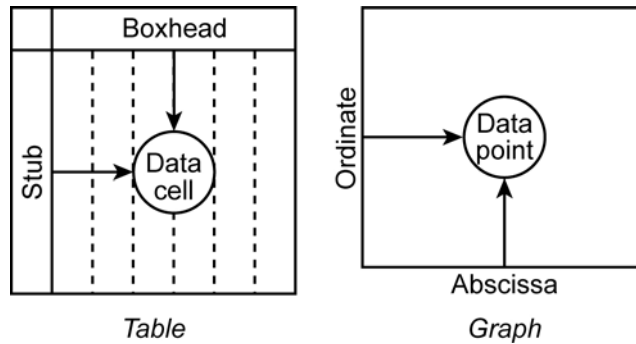 Boxhead
Stub
Data
cell
Table
Ordinate
Data
point
Abscissa
Graph